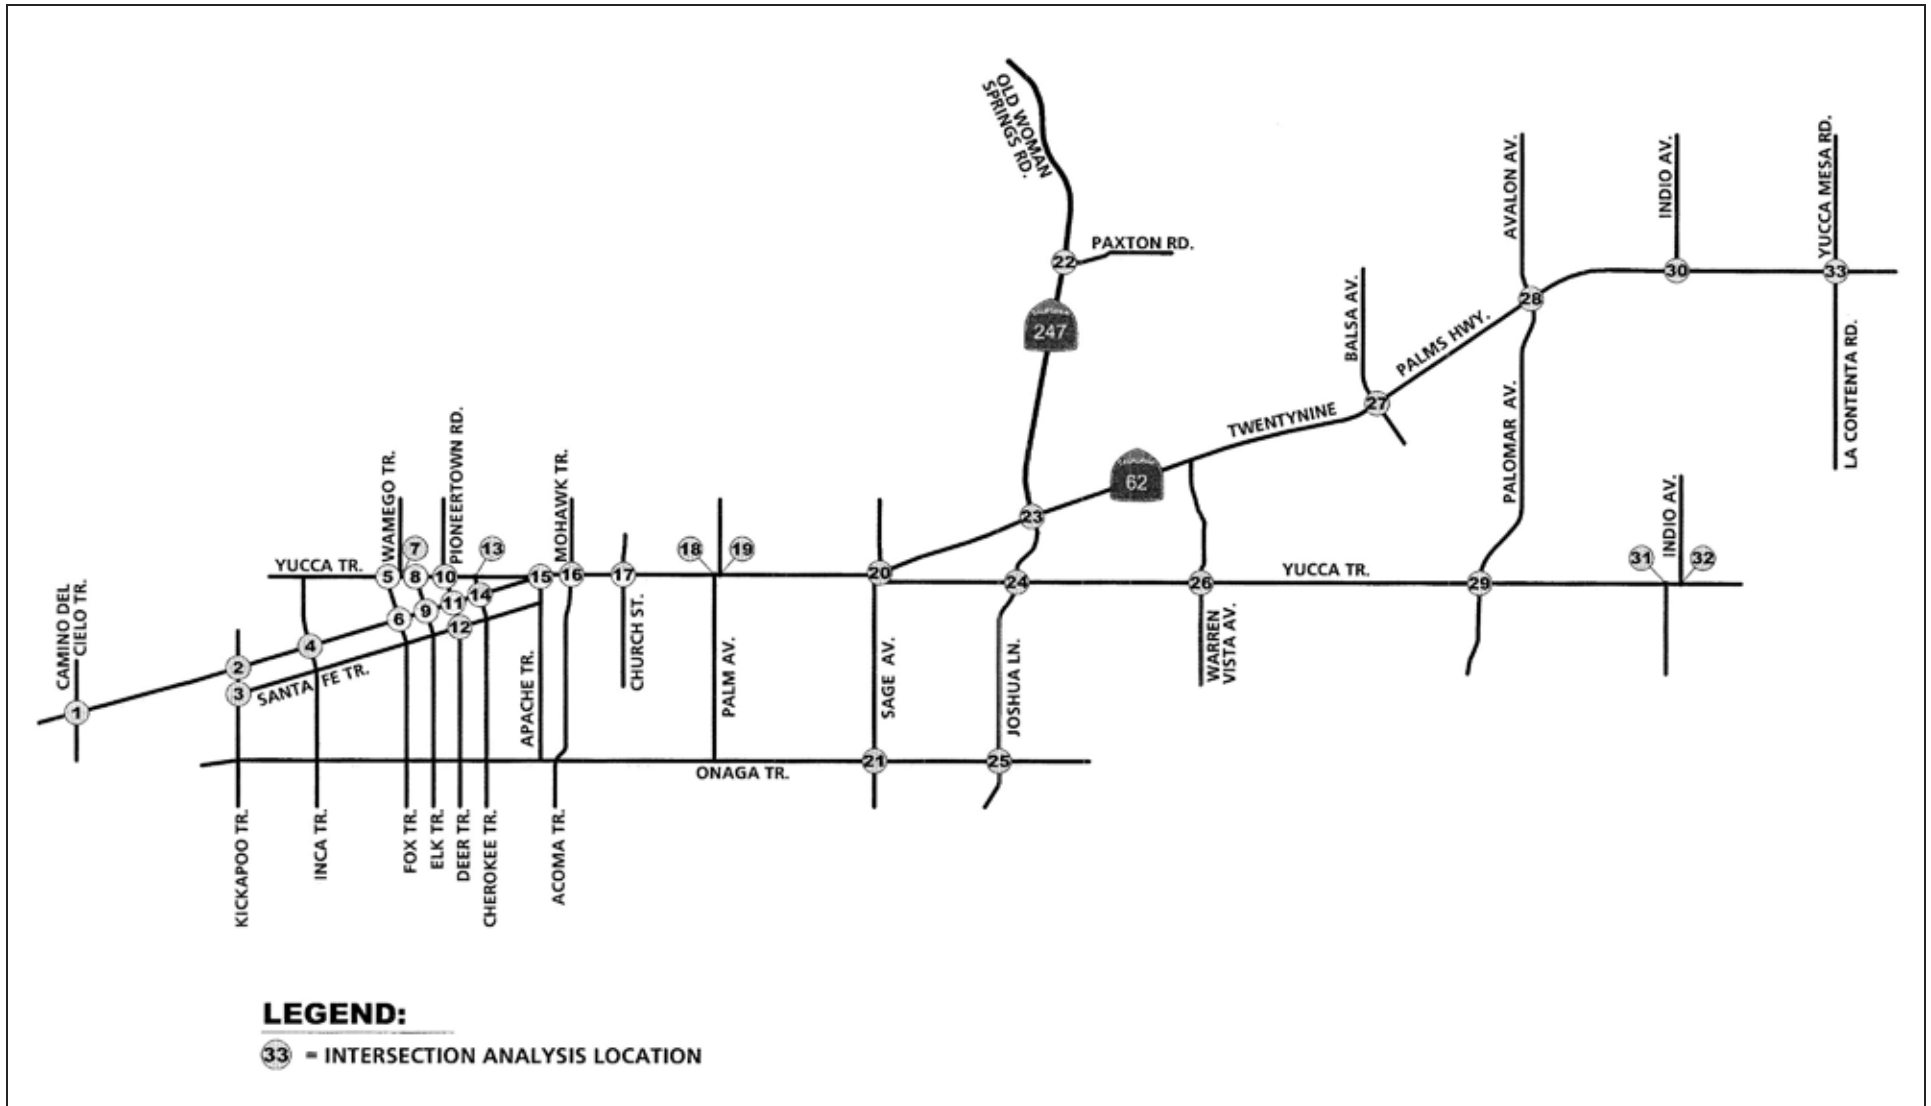 OLD WOMAN
SPRINGS RD.
22
PAXTON RD.
247
AVALON AV.
INDIO AV.
YUCCA MESA RD.
28
30
33
BALSA AV.
PALMS HWY.
27
TWENTYNINE
PALOMAR AV.
LA CONTENTA RD.
62
23
WAMEGO TR.
PIONEERTOWN RD.
MOHAWK TR.
7
13
18
19
31
INDIO AV.
32
YUCCA TR.
5
8
10
15
16
17
20
24
26
YUCCA TR.
29
CAMINO DEL
CIELO TR.
14
11
9
6
12
4
2
3
SANTA FE TR.
1
APACHE TR.
CHURCH ST.
PALM AV.
SAGE AV.
JOSHUA LN.
WARREN
VISTA AV.
21
25
ONAGA TR.
KICKAPOO TR.
INCA TR.
FOX TR.
ELK TR.
DEER TR.
CHEROKEE TR.
ACOMA TR.
LEGEND:
33 = INTERSECTION ANALYSIS LOCATION